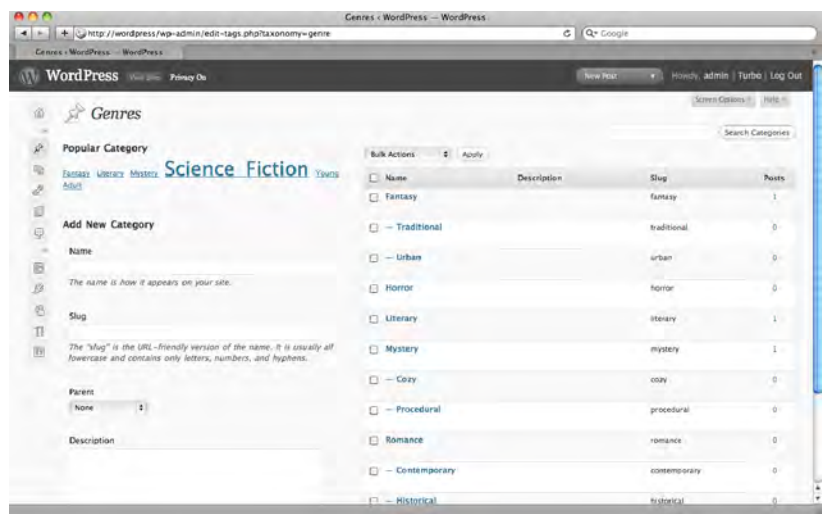 Genres ‹ WordPress — WordPress
http://wordpress/wp-admin/edit-tags.php?taxonomy=genre
Google
Genres ‹ WordPress — WordPress
WordPress Privacy On New Post Howdy, admin | Turbo | Log Out
Screen Options Help
Genres
Search Categories
Popular Category
Fantasy Literary Mystery Science Fiction Young
Adult
Bulk Actions Apply
Name Description Slug Posts
Fantasy fantasy 1
— Traditional traditional 0
— Urban urban 0
Horror horror 0
Literary literary 1
Mystery mystery 1
— Cozy cozy 0
— Procedural procedural 0
Romance romance 0
— Contemporary contemporary 0
— Historical historical 0
Add New Category
Name
The name is how it appears on your site.
Slug
The "slug" is the URL-friendly version of the name. It is usually all
lowercase and contains only letters, numbers, and hyphens.
Parent
None
Description